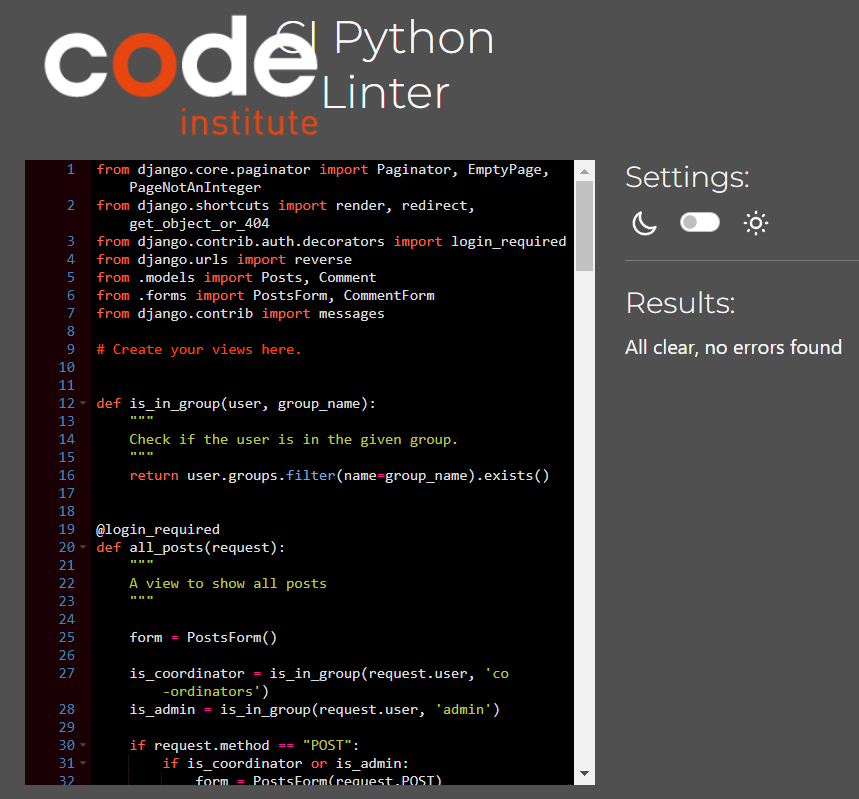 code
institute
CI Python
Linter
1 from django.core.paginator import Paginator, EmptyPage,
PageNotAnInteger
2 from django.shortcuts import render, redirect,
get_object_or_404
3 from django.contrib.auth.decorators import login_required
4 from django.urls import reverse
5 from .models import Posts, Comment
6 from .forms import PostsForm, CommentForm
7 from django.contrib import messages
8
9 # Create your views here.
10
11
12 def is_in_group(user, group_name):
13 """
14 Check if the user is in the given group.
15 """
16 return user.groups.filter(name=group_name).exists()
17
18
19 @login_required
20 def all_posts(request):
21 """
22 A view to show all posts
23 """
24
25 form = PostsForm()
26
27 is_coordinator = is_in_group(request.user, 'co
-ordinators')
28 is_admin = is_in_group(request.user, 'admin')
29
30 if request.method == "POST":
31 if is_coordinator or is_admin:
32 form = PostsForm(request.POST)
Settings:
Results:
All clear, no errors found